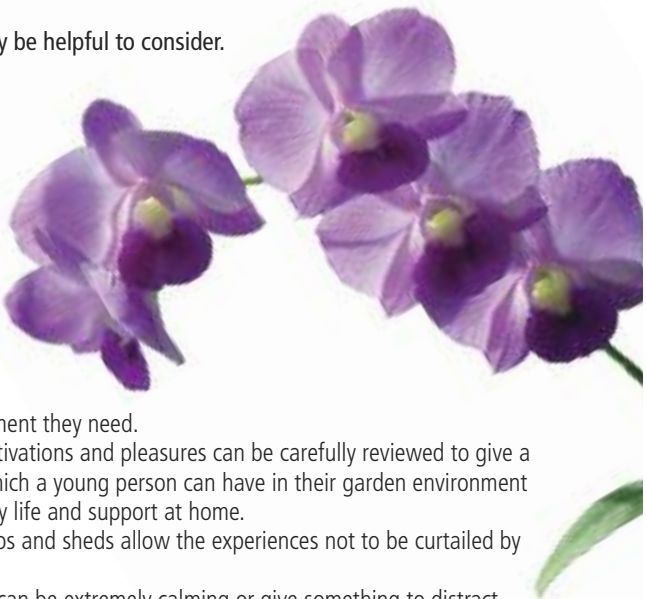 y be helpful to consider.
ment they need.
tivations and pleasures can be carefully reviewed to give a
hich a young person can have in their garden environment
y life and support at home.
os and sheds allow the experiences not to be curtailed by
can be extremely calming or give something to distract